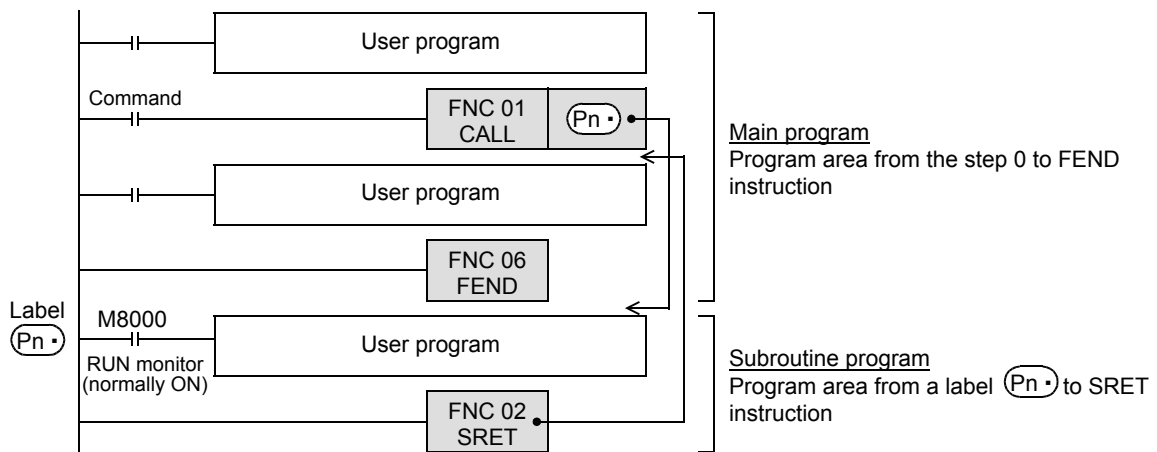 User program
Command
FNC 01
CALL
Pn·
Main program
Program area from the step 0 to FEND
instruction
User program
FNC 06
FEND
Label
Pn·
M8000
RUN monitor
(normally ON)
User program
Subroutine program
Program area from a label Pn· to SRET
instruction
FNC 02
SRET